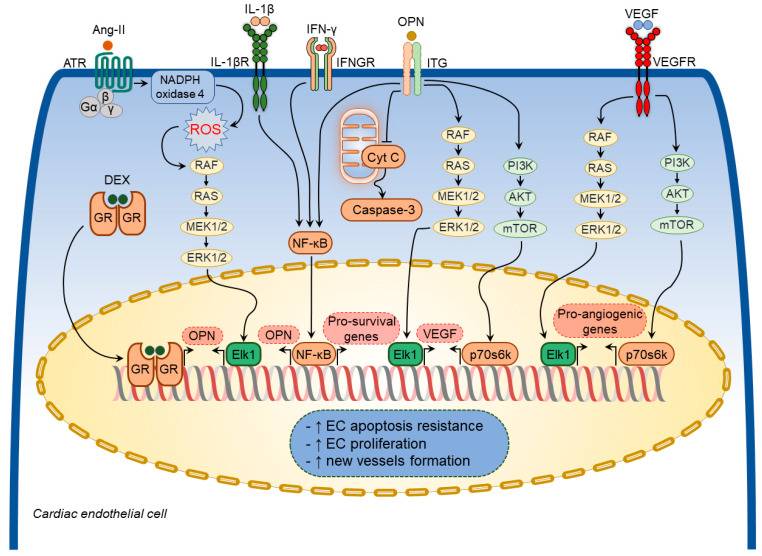 IL-1β
IFN-γ
OPN
VEGF
Ang-II
ATR
IL-1βR
IFNGR
ITG
VEGFR
NADPH
oxidase 4
Gα
β
γ
ROS
RAF
RAS
MEK1/2
ERK1/2
DEX
GR
GR
NF-κB
Cyt C
Caspase-3
RAF
RAS
MEK1/2
ERK1/2
PI3K
AKT
mTOR
RAF
RAS
MEK1/2
ERK1/2
PI3K
AKT
mTOR
OPN
OPN
Pro-survival
genes
VEGF
Pro-angiogenic
genes
GR
GR
Elk1
NF-κB
Elk1
p70s6k
Elk1
p70s6k
- ↑ EC apoptosis resistance
- ↑ EC proliferation
- ↑ new vessels formation
Cardiac endothelial cell